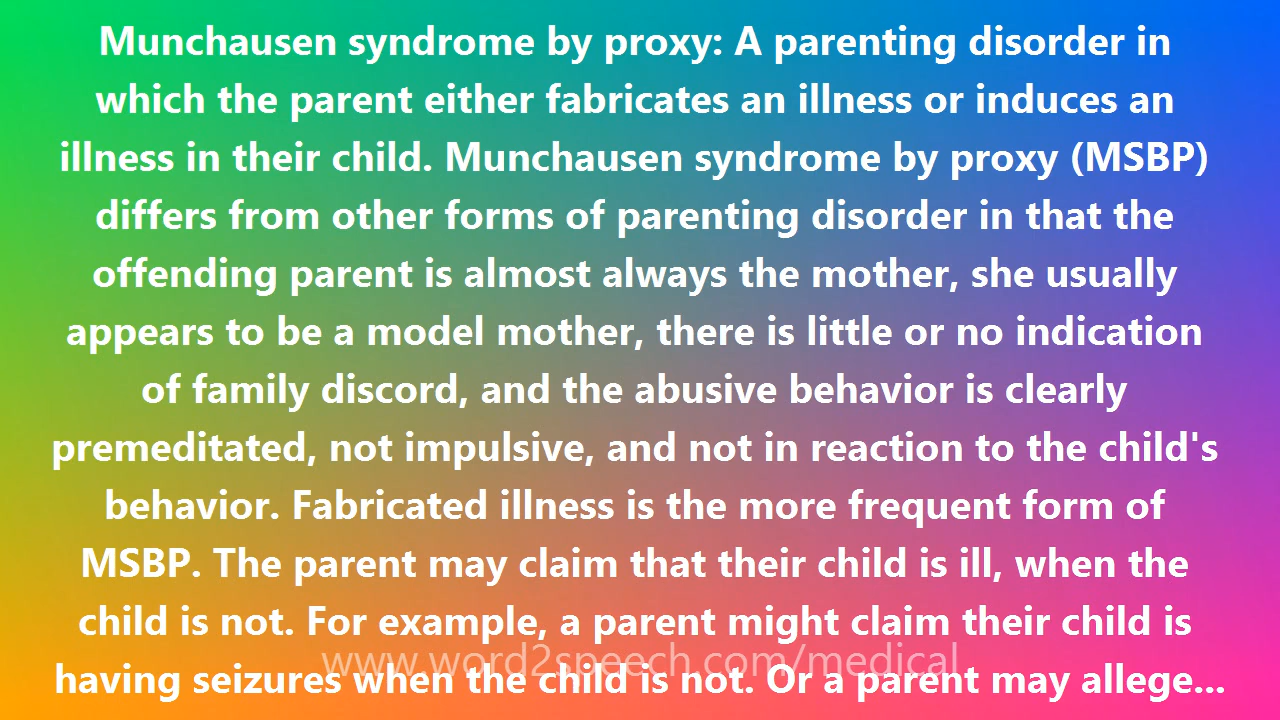 Munchausen syndrome by proxy: A parenting disorder in
which the parent either fabricates an illness or induces an
illness in their child. Munchausen syndrome by proxy (MSBP)
differs from other forms of parenting disorder in that the
offending parent is almost always the mother, she usually
appears to be a model mother, there is little or no indication
of family discord, and the abusive behavior is clearly
premeditated, not impulsive, and not in reaction to the child's
behavior. Fabricated illness is the more frequent form of
MSBP. The parent may claim that their child is ill, when the
child is not. For example, a parent might claim their child is
www.word2speech.com/medical
having seizures when the child is not. Or a parent may allege...